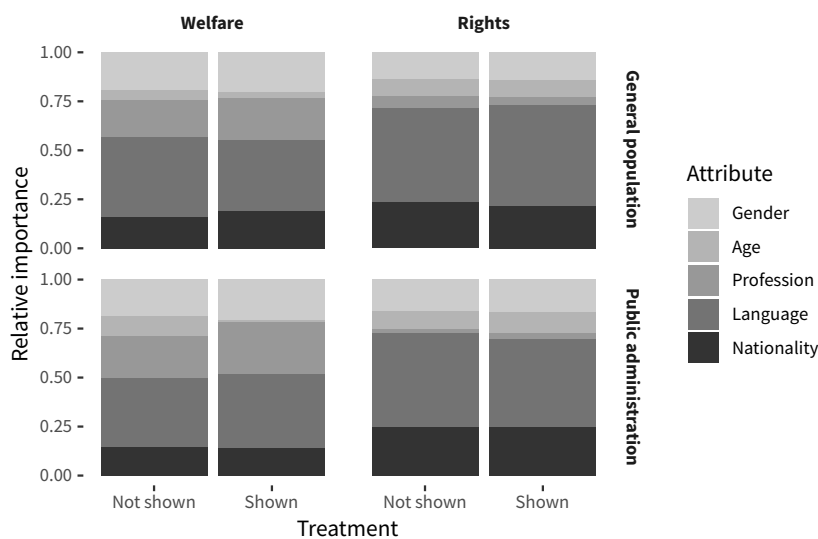 Welfare
Rights
1.00
0.75
0.50
0.25
0.00
General population
1.00
0.75
0.50
0.25
0.00
Public administration
Relative importance
Not shown
Shown
Not shown
Shown
Treatment
Attribute
Gender
Age
Profession
Language
Nationality